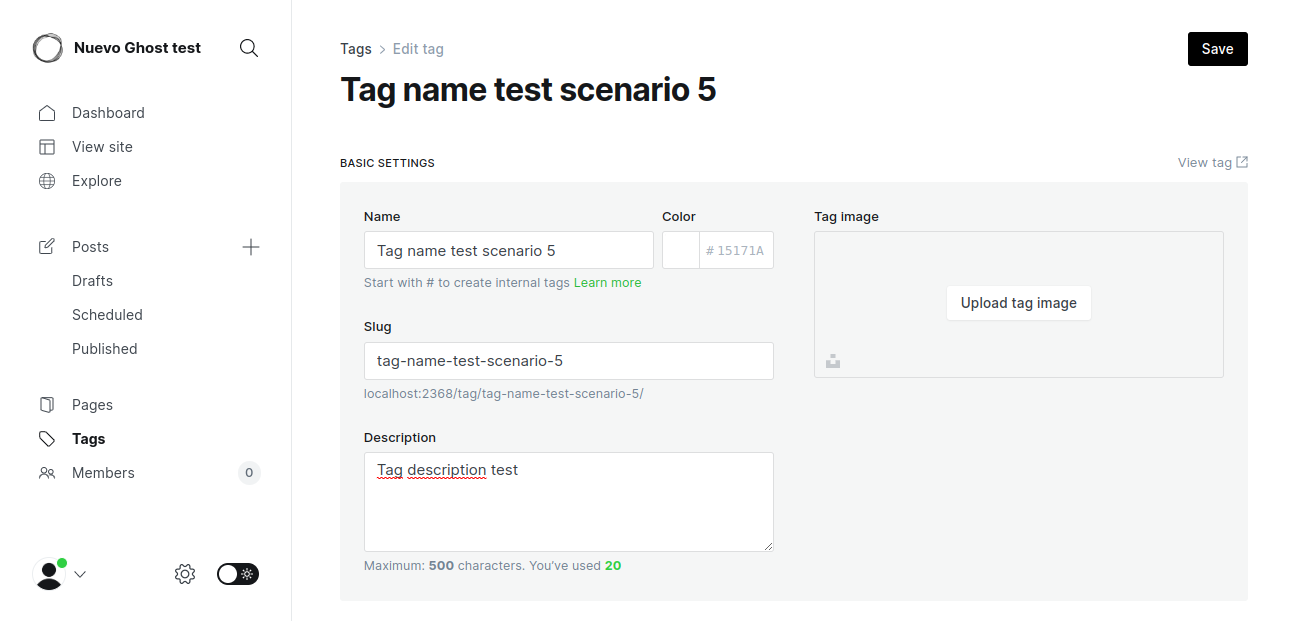 Nuevo Ghost test
Dashboard
View site
Explore
Posts
Drafts
Scheduled
Published
Pages
Tags
Members 0
Tags > Edit tag
Save
Tag name test scenario 5
BASIC SETTINGS
View tag
Name
Tag name test scenario 5
Start with # to create internal tags Learn more
Color
# 15171A
Slug
tag-name-test-scenario-5
localhost:2368/tag/tag-name-test-scenario-5/
Description
Tag description test
Maximum: 500 characters. You've used 20
Tag image
Upload tag image